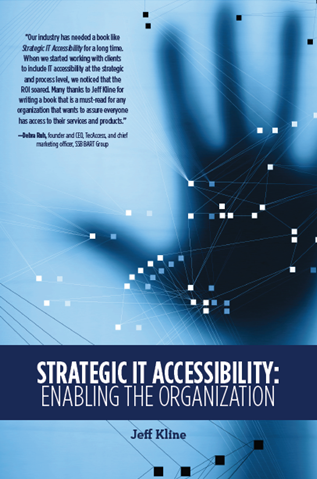 "Our industry has needed a book like
Strategic IT Accessibility for a long time.
When we started working with clients
to include IT accessibility at the strategic
and process level, we noticed that the
ROI soared. Many thanks to Jeff Kline for
writing a book that is a must-read for any
organization that wants to assure everyone
has access to their services and products."
—Debra Ruh, founder and CEO, TecAccess, and chief
marketing officer, SSB BART Group
STRATEGIC IT ACCESSIBILITY:
ENABLING THE ORGANIZATION
Jeff Kline